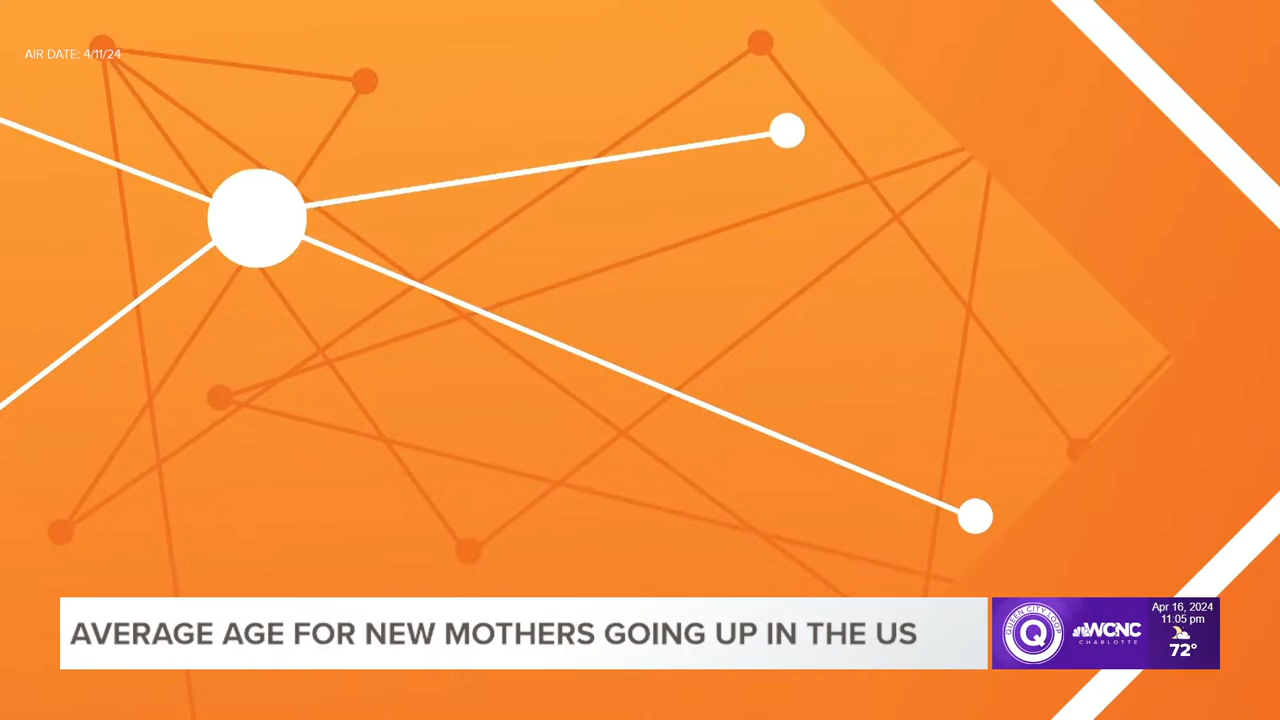 AIR DATE: 4/11/24
AVERAGE AGE FOR NEW MOTHERS GOING UP IN THE US
QUEEN CITY LOOP
Q
WCNC
CHARLOTTE
Apr 16, 2024
11:05 pm
72°